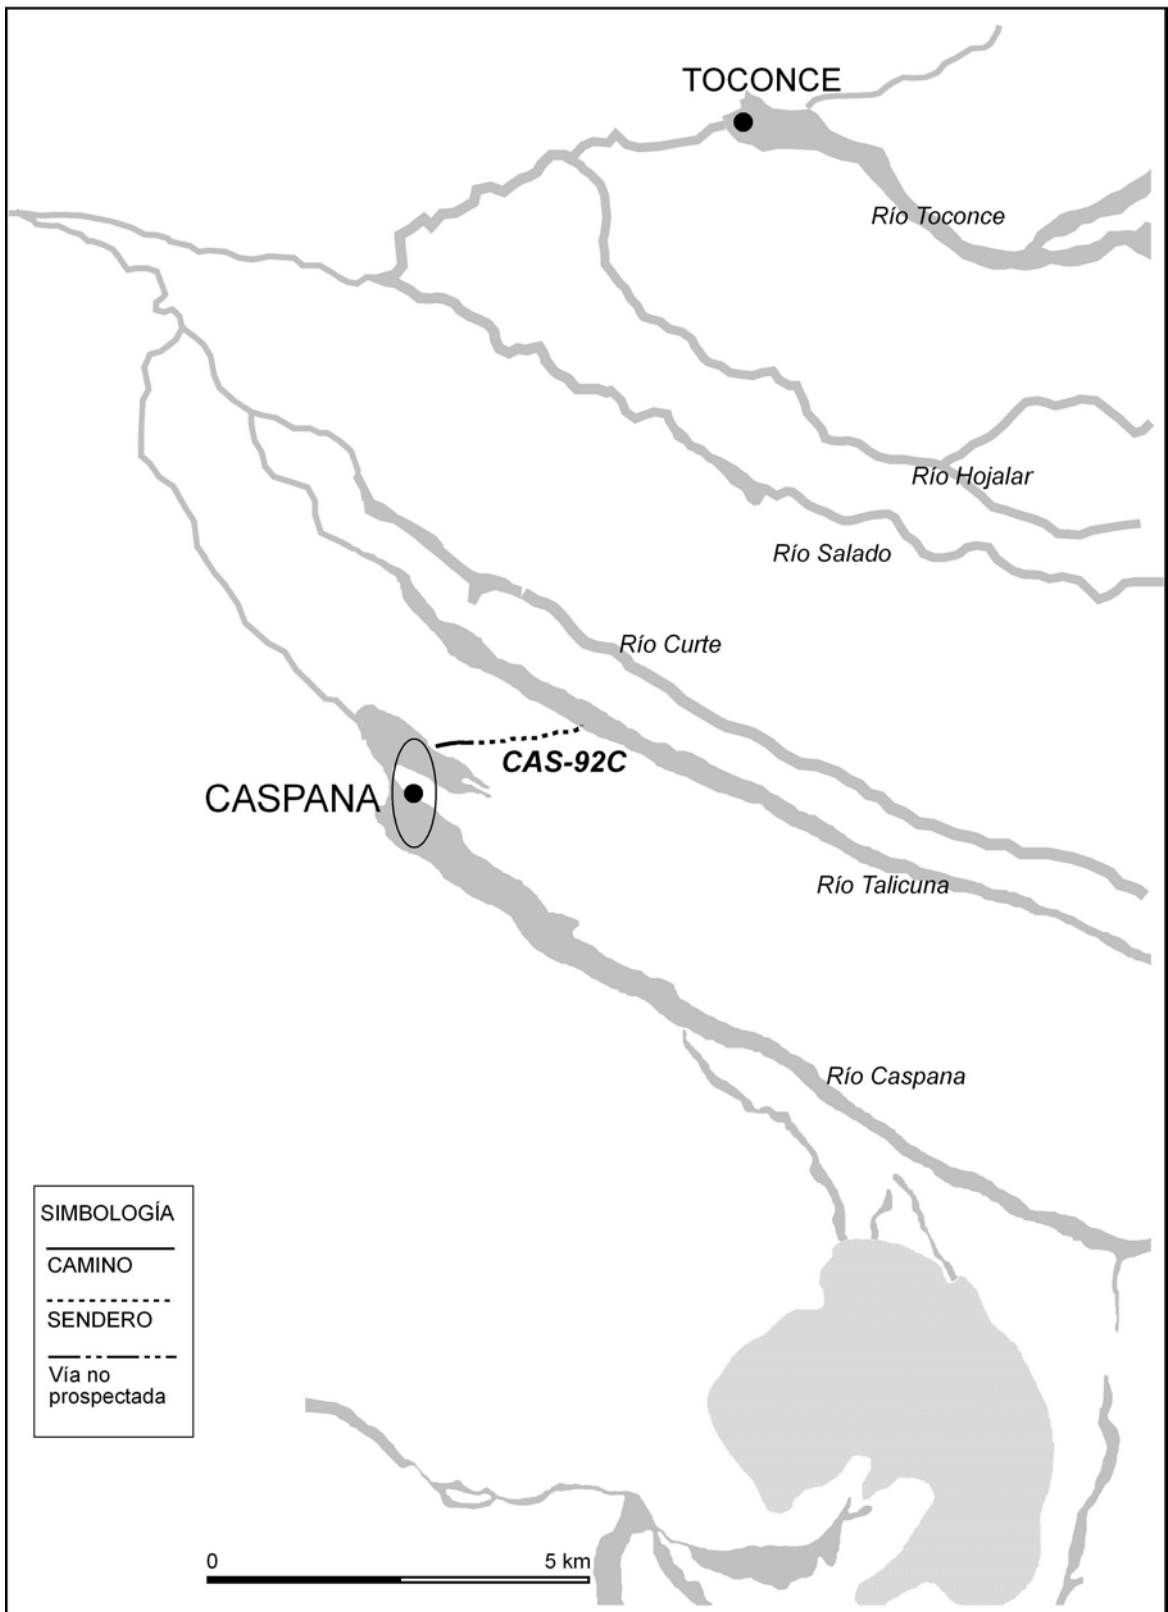 TOCONCE
Río Toconce
Río Hojalar
Río Salado
Río Curte
CAS-92C
CASPANA
Río Talicuna
Río Caspana
SIMBOLOGÍA
CAMINO
SENDERO
Vía no
prospectada
0 5 km